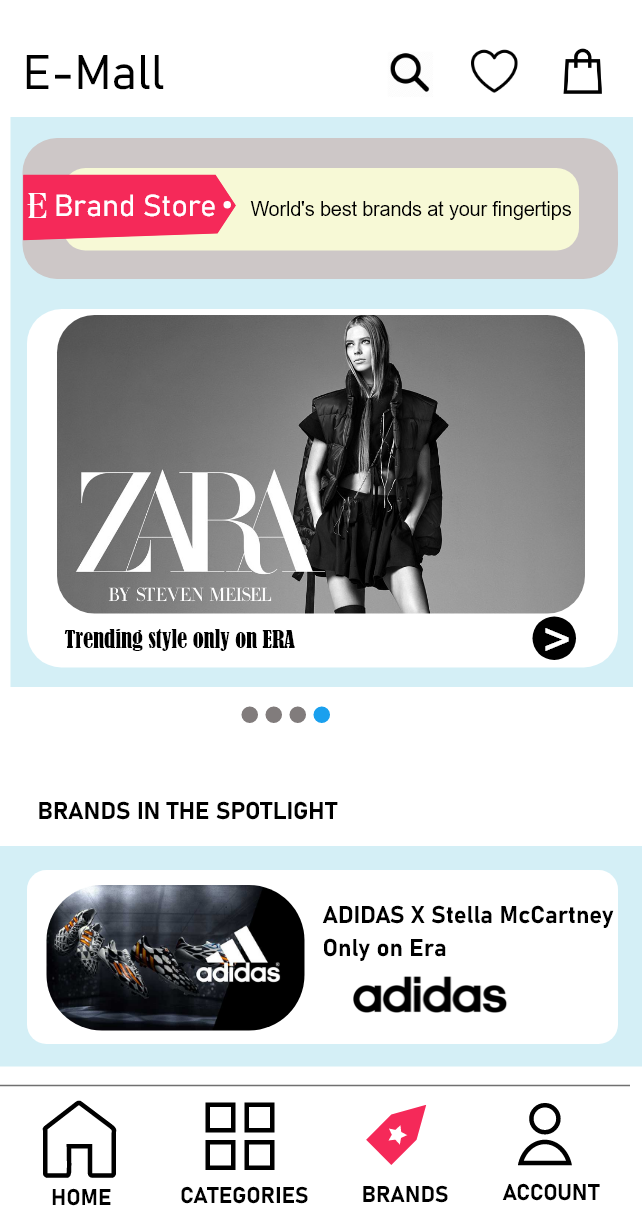 E-Mall
E Brand Store
World's best brands at your fingertips
ZARA
BY STEVEN MEISEL
Trending style only on ERA
>
BRANDS IN THE SPOTLIGHT
adidas
ADIDAS X Stella McCartney
Only on Era
adidas
HOME
CATEGORIES
BRANDS
ACCOUNT